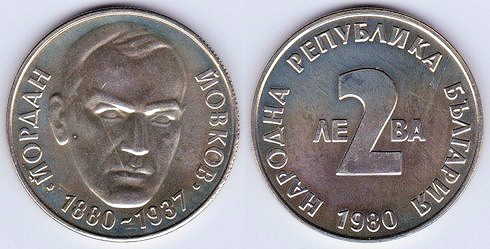 · ЙОРДАН ЙОВКОВ ·
1880–1937
НАРОДНА РЕПУБЛИКА БЪЛГАРИЯ
2
ЛЕВА
1980